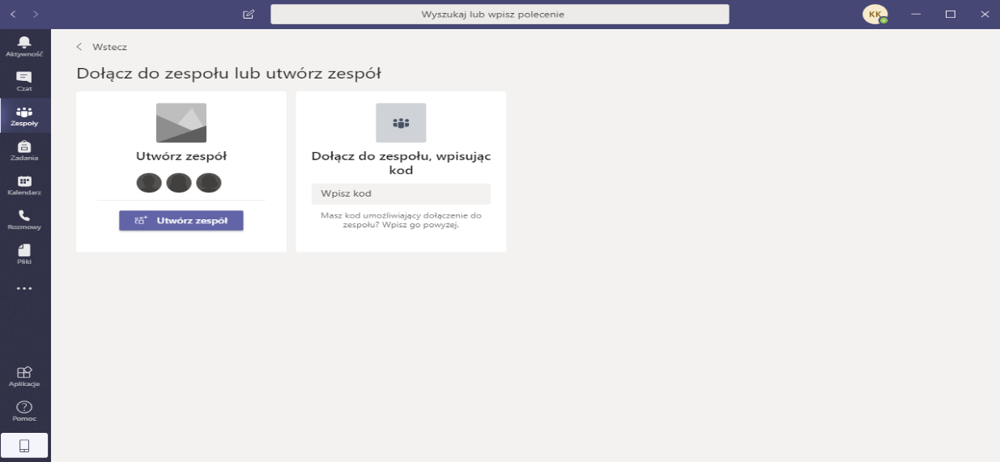 Wyszukaj lub wpisz polecenie
KK
Aktywność
Czat
Zespoły
Zadania
Kalendarz
Rozmowy
Pliki
Aplikacje
Pomoc
Wstecz
Dołącz do zespołu lub utwórz zespół
Utwórz zespół
Utwórz zespół
Dołącz do zespołu, wpisując
kod
Wpisz kod
Masz kod umożliwiający dołączenie do
zespołu? Wpisz go powyżej.